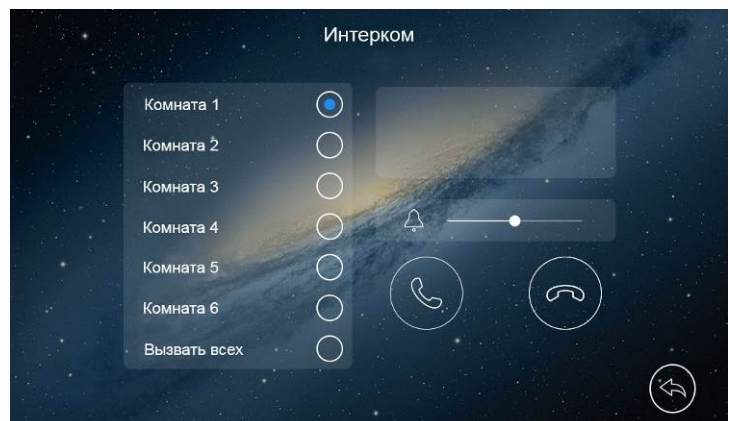 Интерком
Комната 1
Комната 2
Комната 3
Комната 4
Комната 5
Комната 6
Вызвать всех